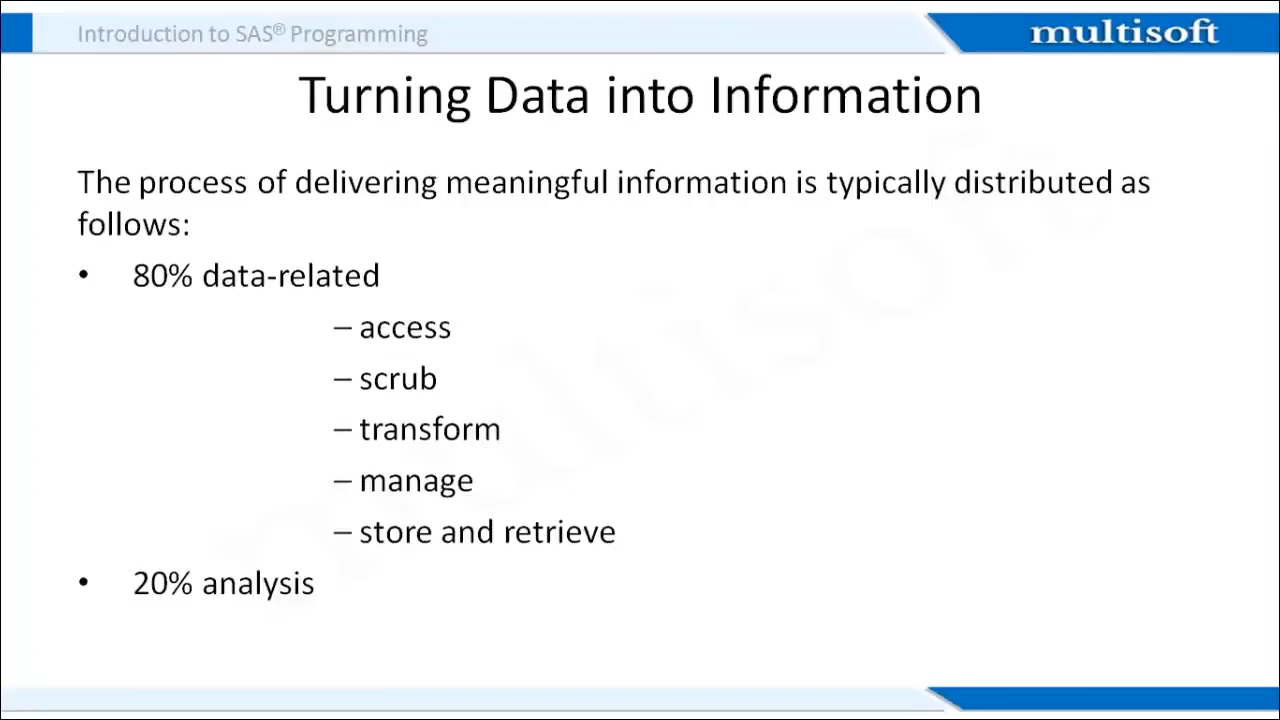 Introduction to SAS® Programming
multisoft
Turning Data into Information
The process of delivering meaningful information is typically distributed as
follows:
• 80% data-related
– access
– scrub
– transform
– manage
– store and retrieve
• 20% analysis
multisoft